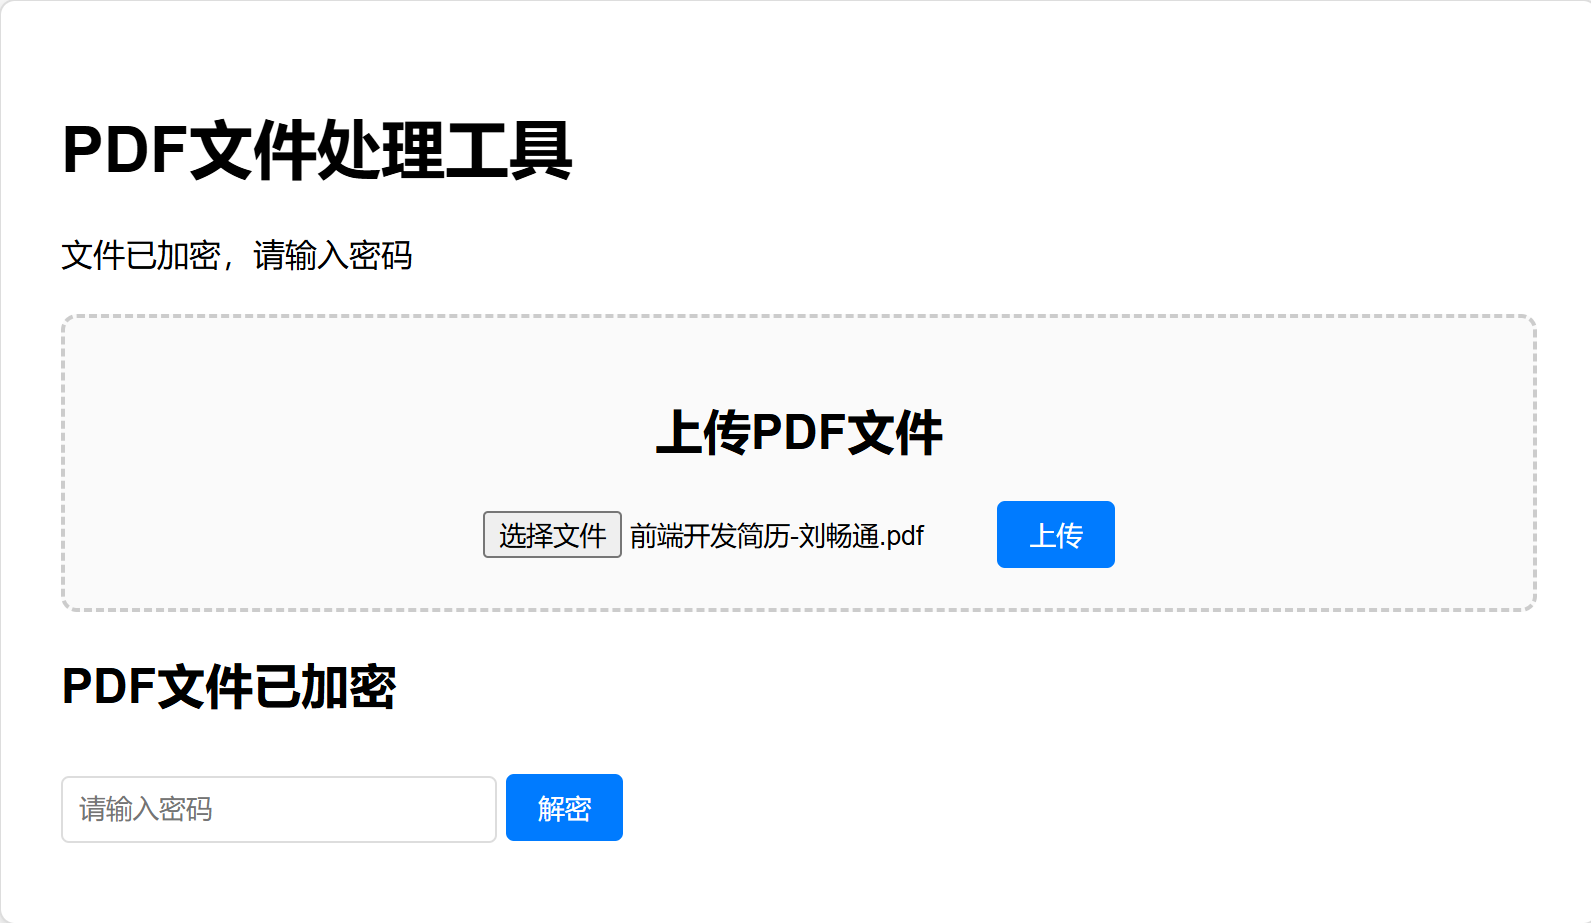 PDF文件处理工具
文件已加密，请输入密码
上传PDF文件
选择文件 前端开发简历-刘畅通.pdf 上传
PDF文件已加密
请输入密码 解密